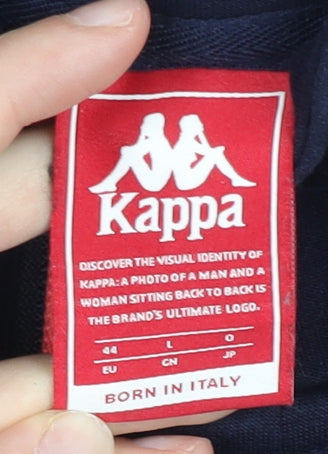 Kappa
DISCOVER THE VISUAL IDENTITY OF
KAPPA: A PHOTO OF A MAN AND A
WOMAN SITTING BACK TO BACK IS
THE BRAND'S ULTIMATE LOGO.
44 L O
EU CN JP
BORN IN ITALY